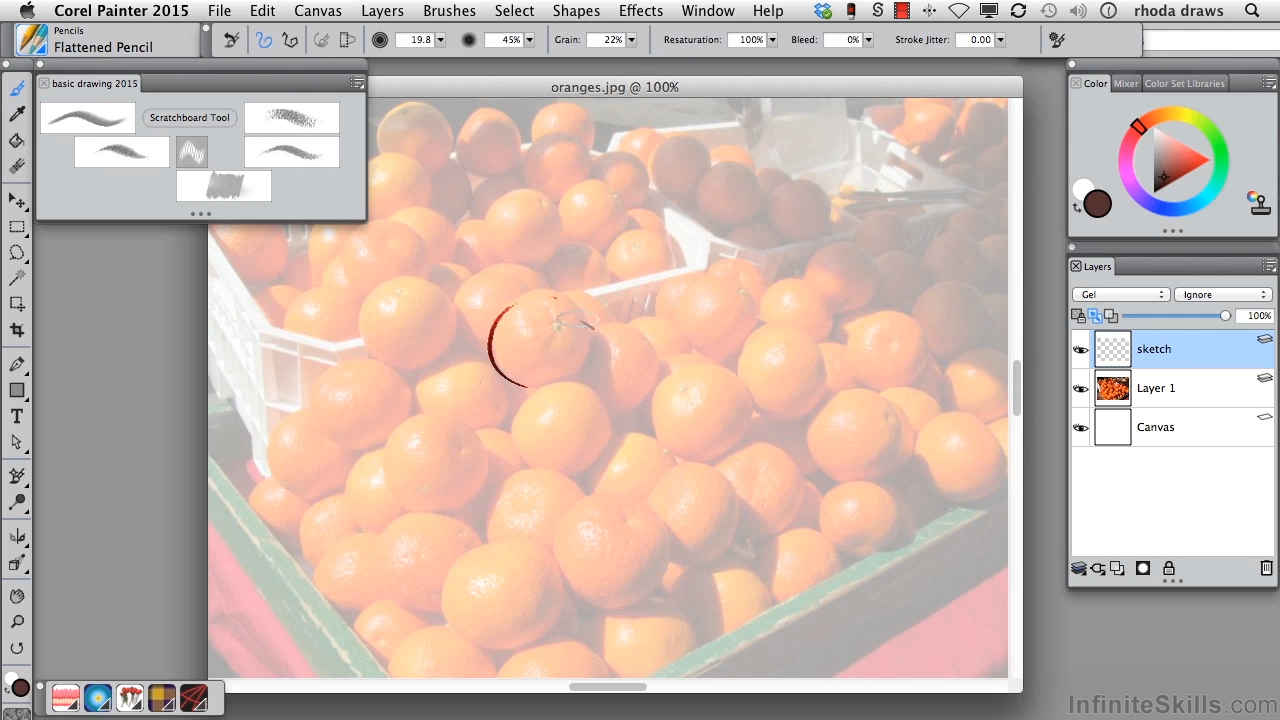 Corel Painter 2015 File Edit Canvas Layers Brushes Select Shapes Effects Window Help rhoda draws
Pencils
Flattened Pencil
19.8 45% Grain: 22% Resaturation: 100% Bleed: 0% Stroke Jitter: 0.00
basic drawing 2015
Scratchboard Tool
oranges.jpg @ 100%
Color Mixer Color Set Libraries
Layers
Gel Ignore
100%
sketch
Layer 1
Canvas
T
InfiniteSkills.com